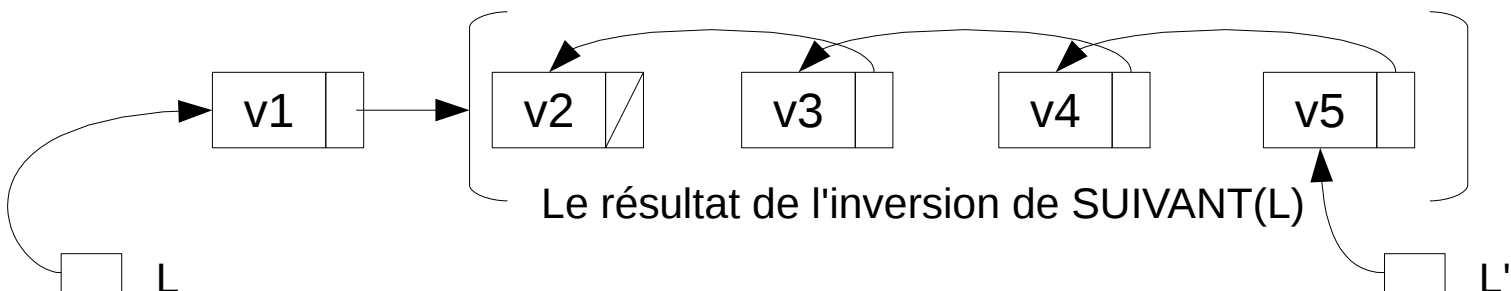 v1 v2 v3 v4 v5
Le résultat de l'inversion de SUIVANT(L)
L L'